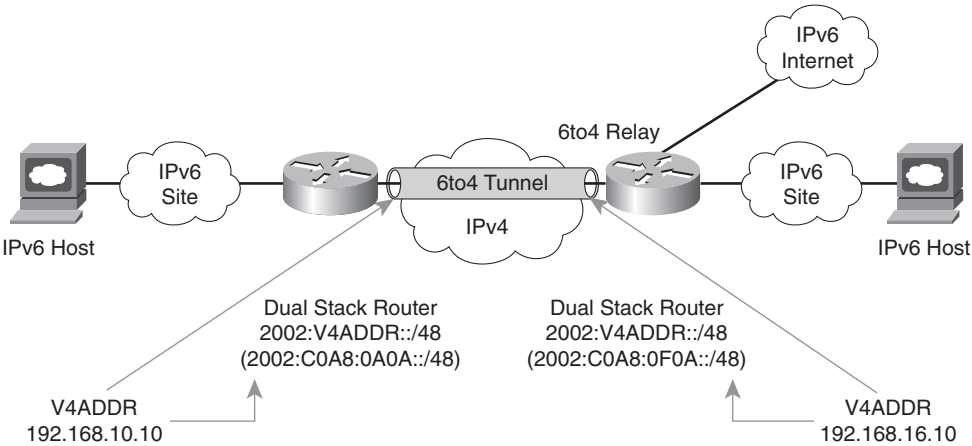 IPv6
Internet
6to4 Relay
IPv6
Site
6to4 Tunnel
IPv4
IPv6
Site
IPv6 Host
IPv6 Host
Dual Stack Router
2002:V4ADDR::/48
(2002:C0A8:0A0A::/48)
Dual Stack Router
2002:V4ADDR::/48
(2002:C0A8:0F0A::/48)
V4ADDR
192.168.10.10
V4ADDR
192.168.16.10